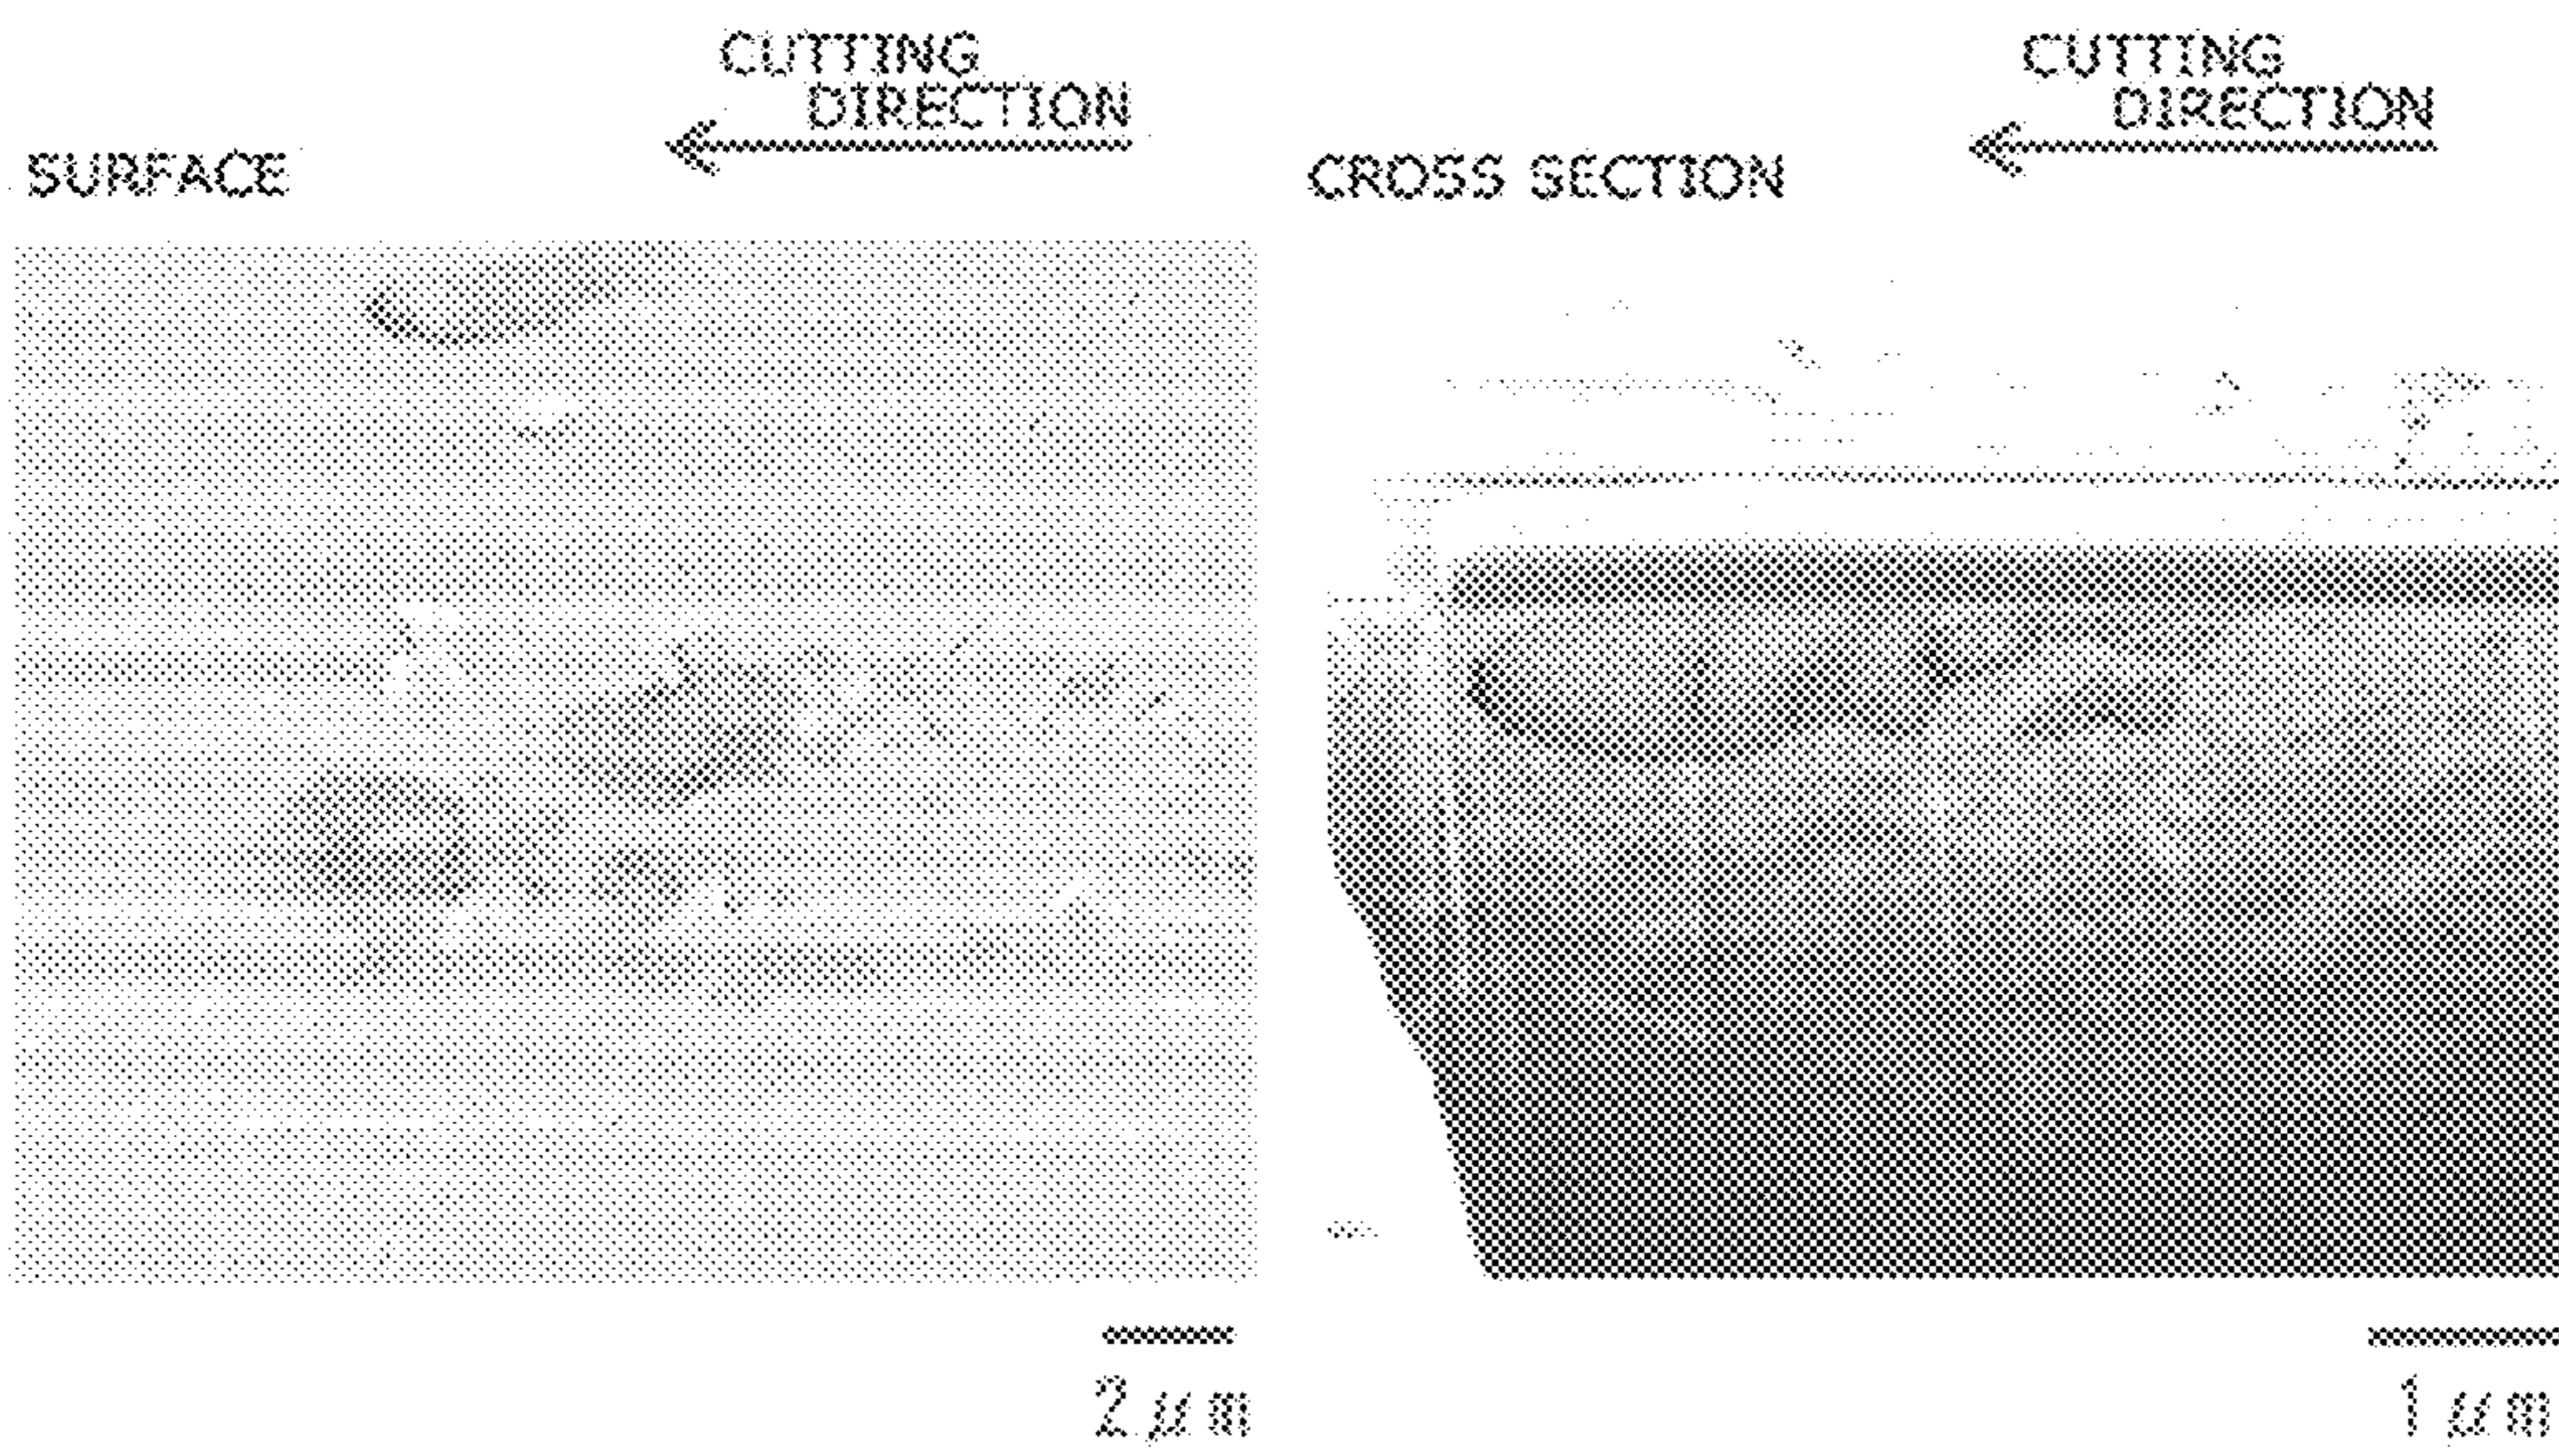 CUTTING
DIRECTION
SURFACE
CUTTING
DIRECTION
CROSS SECTION
2 μm
1 μm